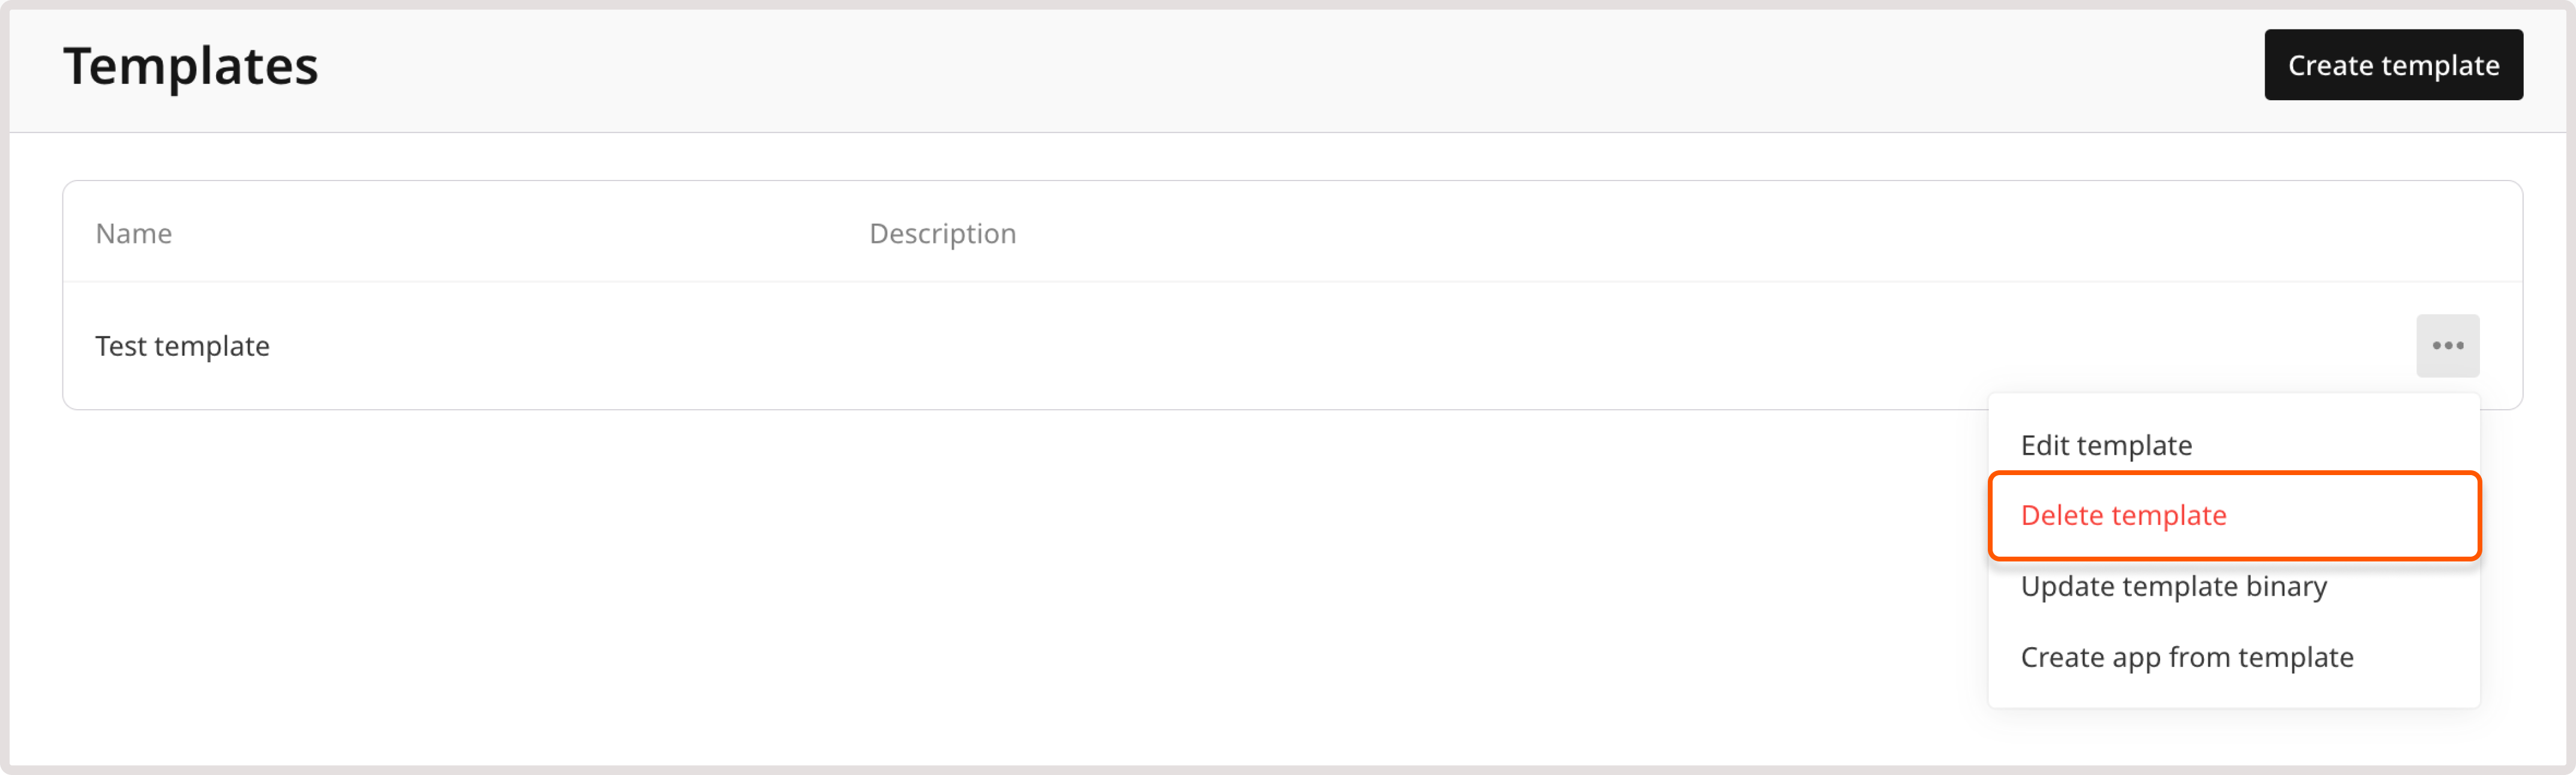 Templates
Create template
Name
Description
Test template
Edit template
Delete template
Update template binary
Create app from template